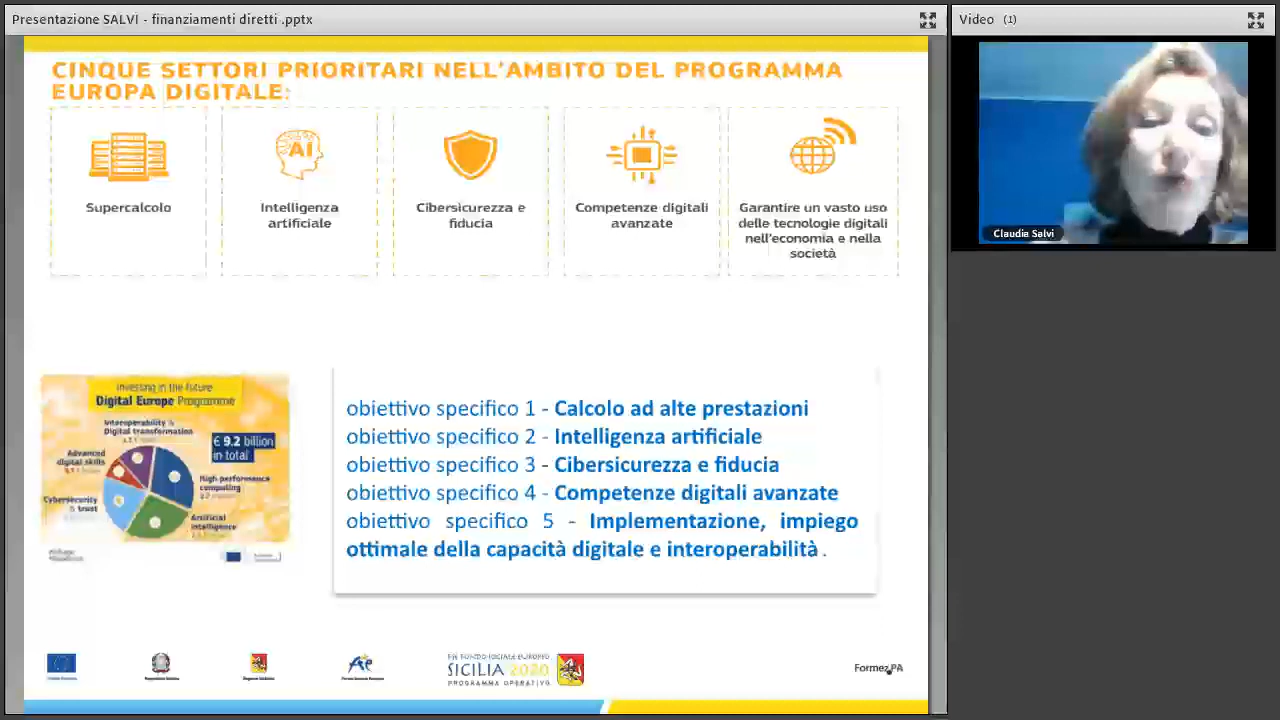 Presentazione SALVI - finanziamenti diretti .pptx
Video (1)
CINQUE SETTORI PRIORITARI NELL'AMBITO DEL PROGRAMMA
EUROPA DIGITALE:
AI
Supercalcolo
Intelligenza
artificiale
Cibersicurezza e
fiducia
Competenze digitali
avanzate
Garantire un vasto uso
delle tecnologie digitali
nell'economia e nella
società
Claudia Salvi
Investing in the future
Digital Europe Programme
Interoperability &
Digital transformation
€ 9.2 billion
in total
Advanced
digital skills
High performance
computing
Cybersecurity
& trust
Artificial
intelligence
obiettivo specifico 1 - Calcolo ad alte prestazioni
obiettivo specifico 2 - Intelligenza artificiale
obiettivo specifico 3 - Cibersicurezza e fiducia
obiettivo specifico 4 - Competenze digitali avanzate
obiettivo specifico 5 - Implementazione, impiego
ottimale della capacità digitale e interoperabilità .
SICILIA 2020
PROGRAMMA OPERATIVO
Formez PA